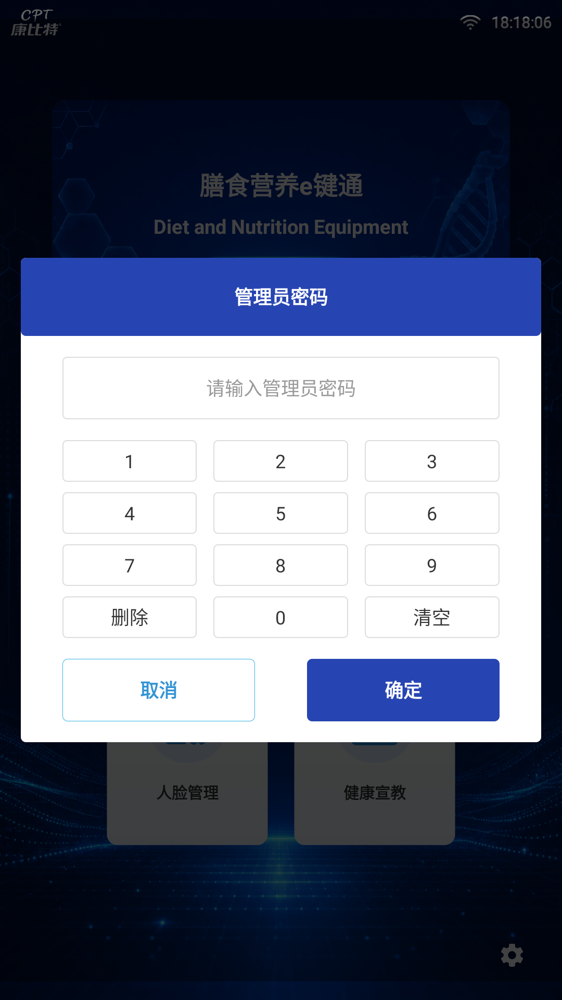 CPT
康比特®
18:18:06
膳食营养e键通
Diet and Nutrition Equipment
管理员密码
请输入管理员密码
1 2 3
4 5 6
7 8 9
删除 0 清空
取消 确定
人脸管理 健康宣教